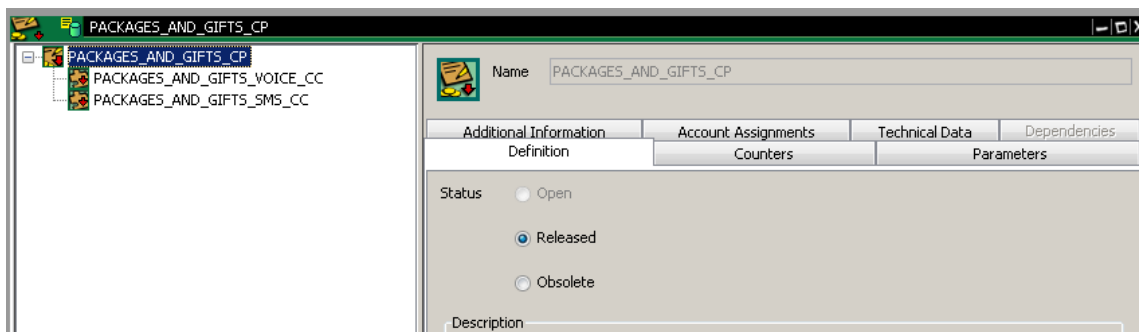 PACKAGES_AND_GIFTS_CP
PACKAGES_AND_GIFTS_CP
PACKAGES_AND_GIFTS_VOICE_CC
PACKAGES_AND_GIFTS_SMS_CC
Name PACKAGES_AND_GIFTS_CP
Additional Information Account Assignments Technical Data Dependencies
Definition Counters Parameters
Status Open
Released
Obsolete
Description